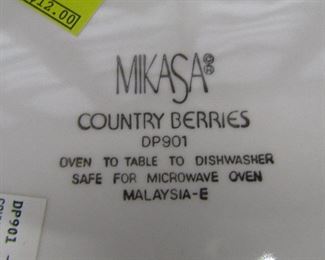 $12.00
MIKASA®
COUNTRY BERRIES
DP901
OVEN TO TABLE TO DISHWASHER
SAFE FOR MICROWAVE OVEN
MALAYSIA-E
DP901